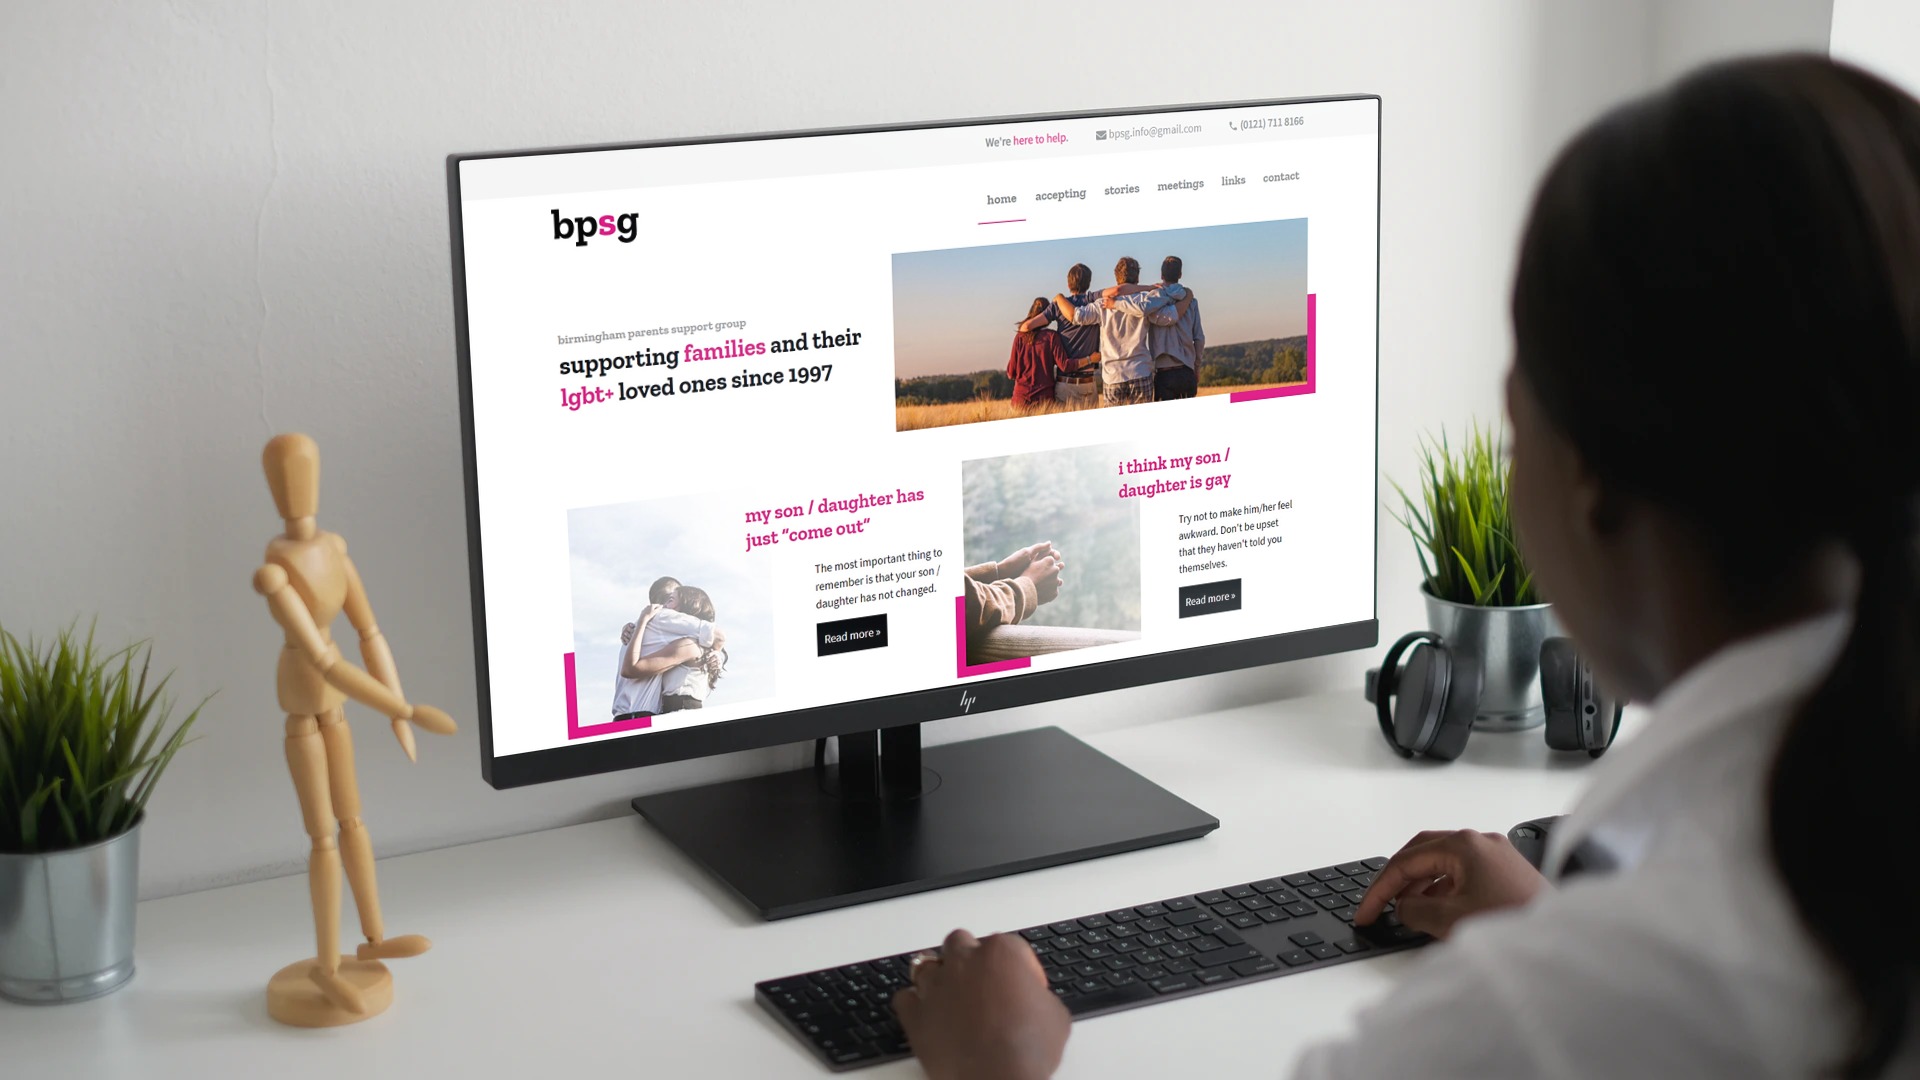 We're here to help.
bpsg.info@gmail.com
(0121) 711 8166
bpsg
home
accepting
stories
meetings
links
contact
birmingham parents support group
supporting families and their
lgbt+ loved ones since 1997
my son / daughter has
just "come out"
The most important thing to
remember is that your son /
daughter has not changed.
Read more »
i think my son /
daughter is gay
Try not to make him/her feel
awkward. Don't be upset
that they haven't told you
themselves.
Read more »
hp